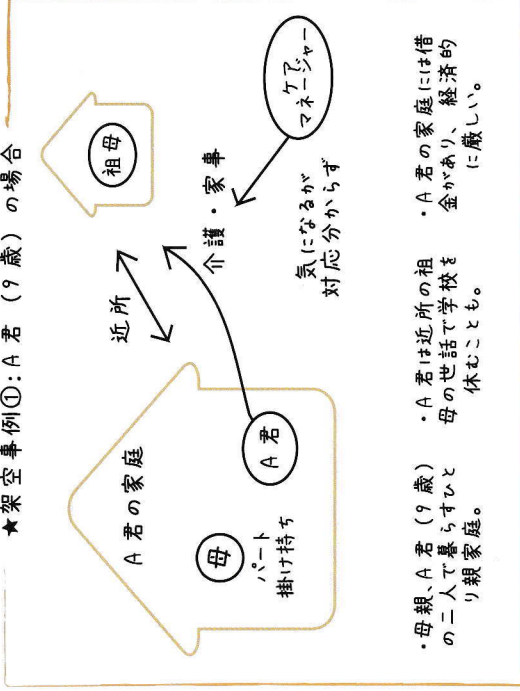 ★架空事例①:A君(9歳)の場合
A君の家庭
母
パート
掛け持ち
A君
近所
祖母
介護・家事
ケア
マネージャー
気になるが
対応分からず
・母親、A君(9歳)
の二人で暮らすひと
り親家庭。
・A君は近所の祖
母の世話で学校を
休むことも。
・A君の家庭には借
金があり、経済的
に厳しい。